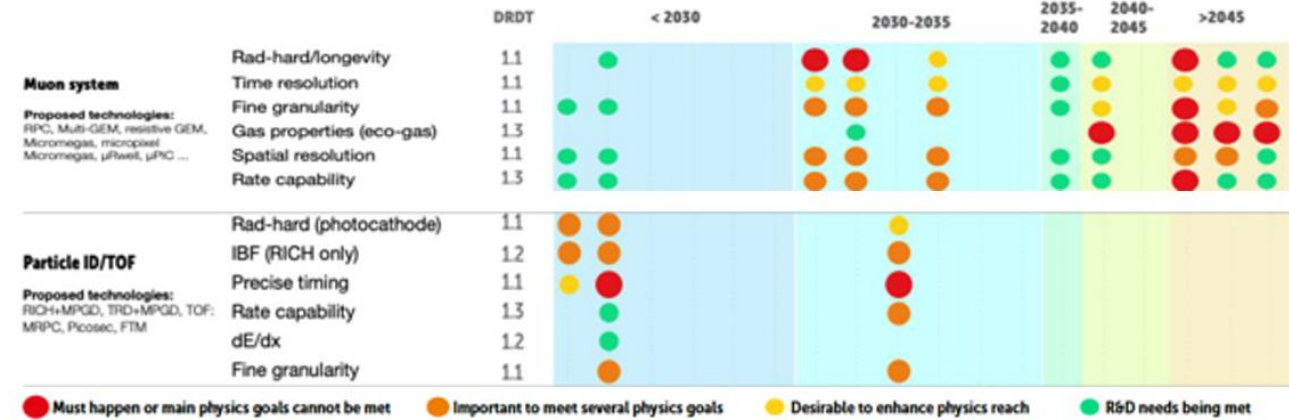 DRDT < 2030 2030-2035 2035-2040 2040-2045 >2045
Muon system
Proposed technologies:
RPC, Multi-GEM, resistive GEM,
Micromegas, micropixel
Micromegas, µRwell, µPIC ...
Rad-hard/longevity 1.1
Time resolution 1.1
Fine granularity 1.1
Gas properties (eco-gas) 1.3
Spatial resolution 1.1
Rate capability 1.3
Particle ID/TOF
Proposed technologies:
RICH+MPGD, TRD+MPGD, TOF:
MRPC, Picosec, FTM
Rad-hard (photocathode) 1.1
IBF (RICH only) 1.2
Precise timing 1.1
Rate capability 1.3
dE/dx 1.2
Fine granularity 1.1
Must happen or main physics goals cannot be met Important to meet several physics goals Desirable to enhance physics reach R&D needs being met